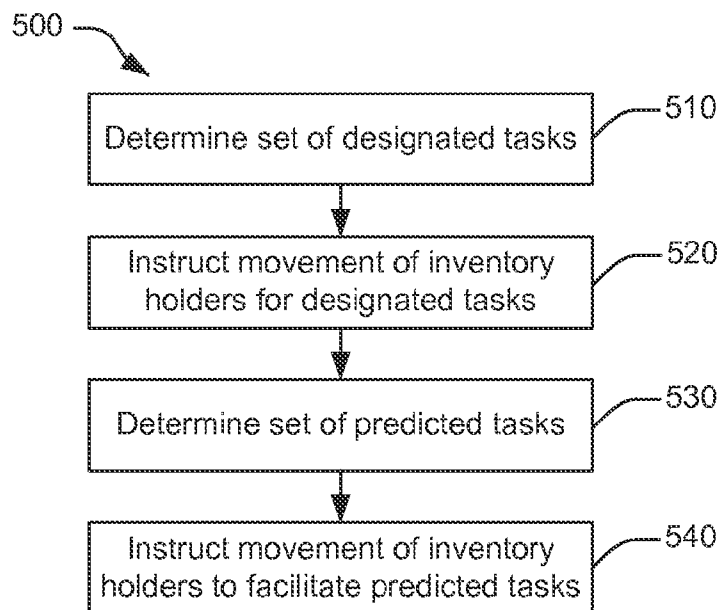 500
Determine set of designated tasks
510
Instruct movement of inventory
holders for designated tasks
520
Determine set of predicted tasks
530
Instruct movement of inventory
holders to facilitate predicted tasks
540